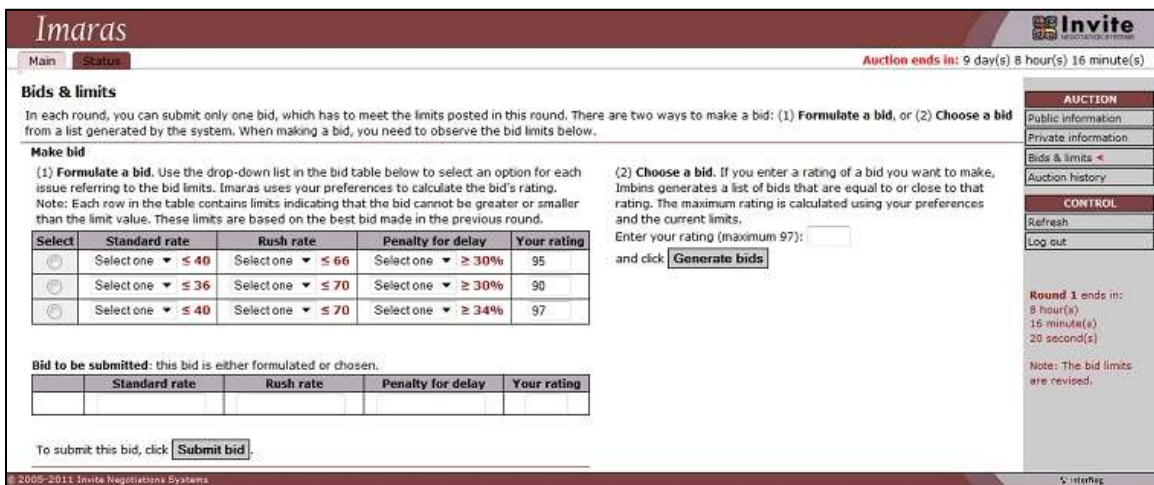 Imaras
Invite
NEGOTIATION SYSTEMS
Main Status
Auction ends in: 9 day(s) 8 hour(s) 16 minute(s)
Bids & limits
In each round, you can submit only one bid, which has to meet the limits posted in this round. There are two ways to make a bid: (1) Formulate a bid, or (2) Choose a bid
from a list generated by the system. When making a bid, you need to observe the bid limits below.
Make bid
(1) Formulate a bid. Use the drop-down list in the bid table below to select an option for each
issue referring to the bid limits. Imaras uses your preferences to calculate the bid's rating.
Note: Each row in the table contains limits indicating that the bid cannot be greater or smaller
than the limit value. These limits are based on the best bid made in the previous round.
Select Standard rate Rush rate Penalty for delay Your rating
Select one ≤ 40 Select one ≤ 66 Select one ≥ 30% 95
Select one ≤ 36 Select one ≤ 70 Select one ≥ 30% 90
Select one ≤ 40 Select one ≤ 70 Select one ≥ 34% 97
(2) Choose a bid. If you enter a rating of a bid you want to make,
Imbins generates a list of bids that are equal to or close to that
rating. The maximum rating is calculated using your preferences
and the current limits.
Enter your rating (maximum 97):
and click Generate bids
Bid to be submitted: this bid is either formulated or chosen.
Standard rate Rush rate Penalty for delay Your rating
To submit this bid, click Submit bid.
AUCTION
Public information
Private information
Bids & limits
Auction history
CONTROL
Refresh
Log out
Round 1 ends in:
8 hour(s)
16 minute(s)
20 second(s)
Note: The bid limits
are revised.
© 2005-2011 Invite Negotiations Systems
InterNeg